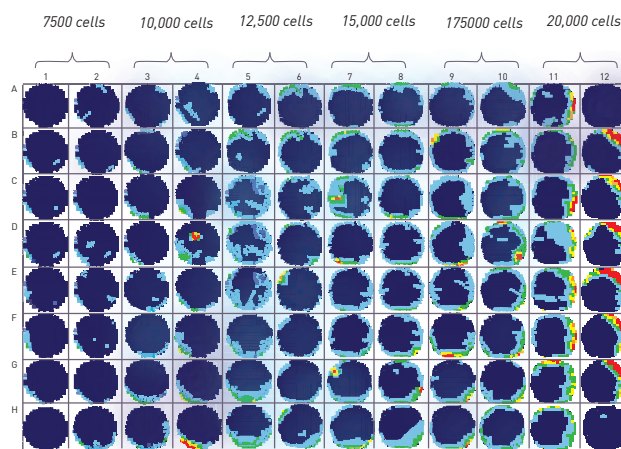 7500 cells 10,000 cells 12,500 cells 15,000 cells 175000 cells 20,000 cells
1 2 3 4 5 6 7 8 9 10 11 12
A
B
C
D
E
F
G
H